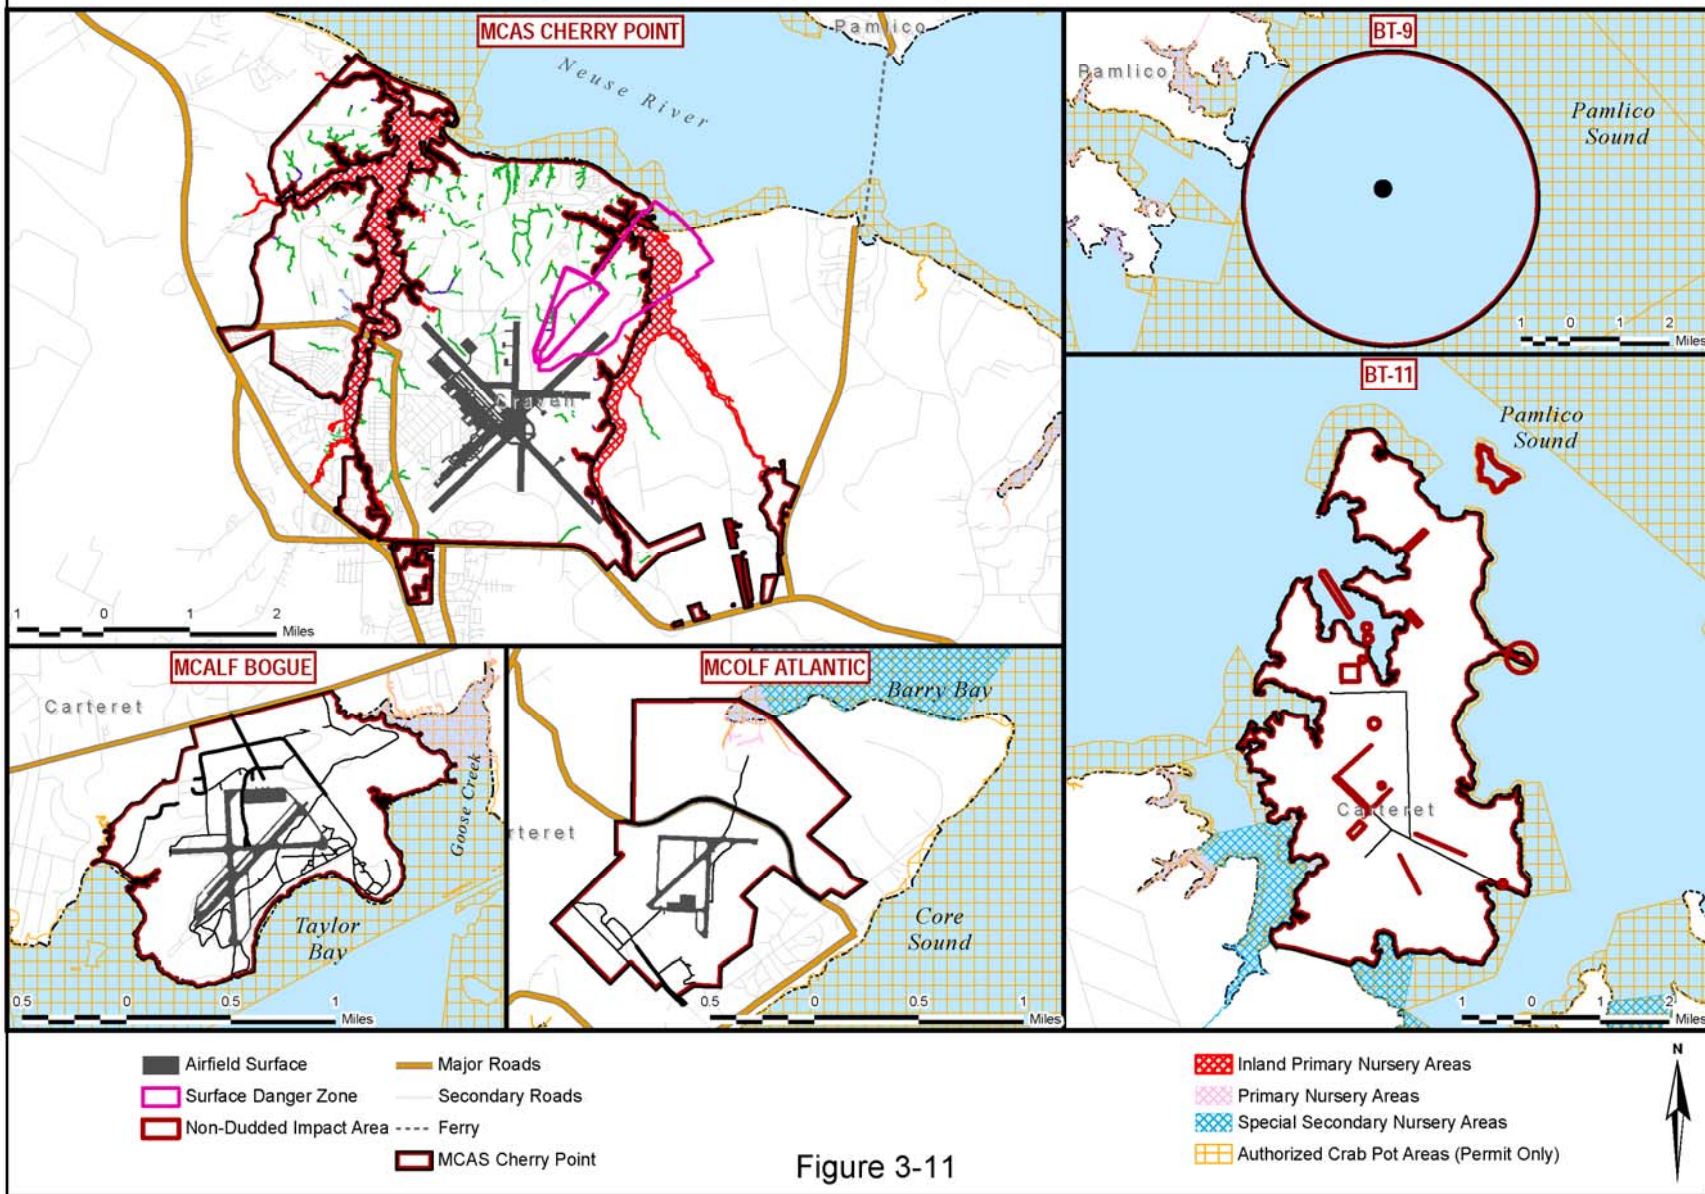 MCAS CHERRY POINT
Pamlico
Neuse River
Craven
1 0 1 2
Miles
BT-9
Pamlico
Pamlico
Sound
1 0 1 2
Miles
BT-11
Pamlico
Sound
Carteret
1 0 1 2
Miles
MCALF BOGUE
Carteret
Goose Creek
Taylor
Bay
0.5 0 0.5 1
Miles
MCOLF ATLANTIC
Barry Bay
rteret
Core
Sound
0.5 0 0.5 1
Miles
Airfield Surface
Surface Danger Zone
Non-Dudded Impact Area
Major Roads
Secondary Roads
Ferry
MCAS Cherry Point
Figure 3-11
Inland Primary Nursery Areas
Primary Nursery Areas
Special Secondary Nursery Areas
Authorized Crab Pot Areas (Permit Only)
N